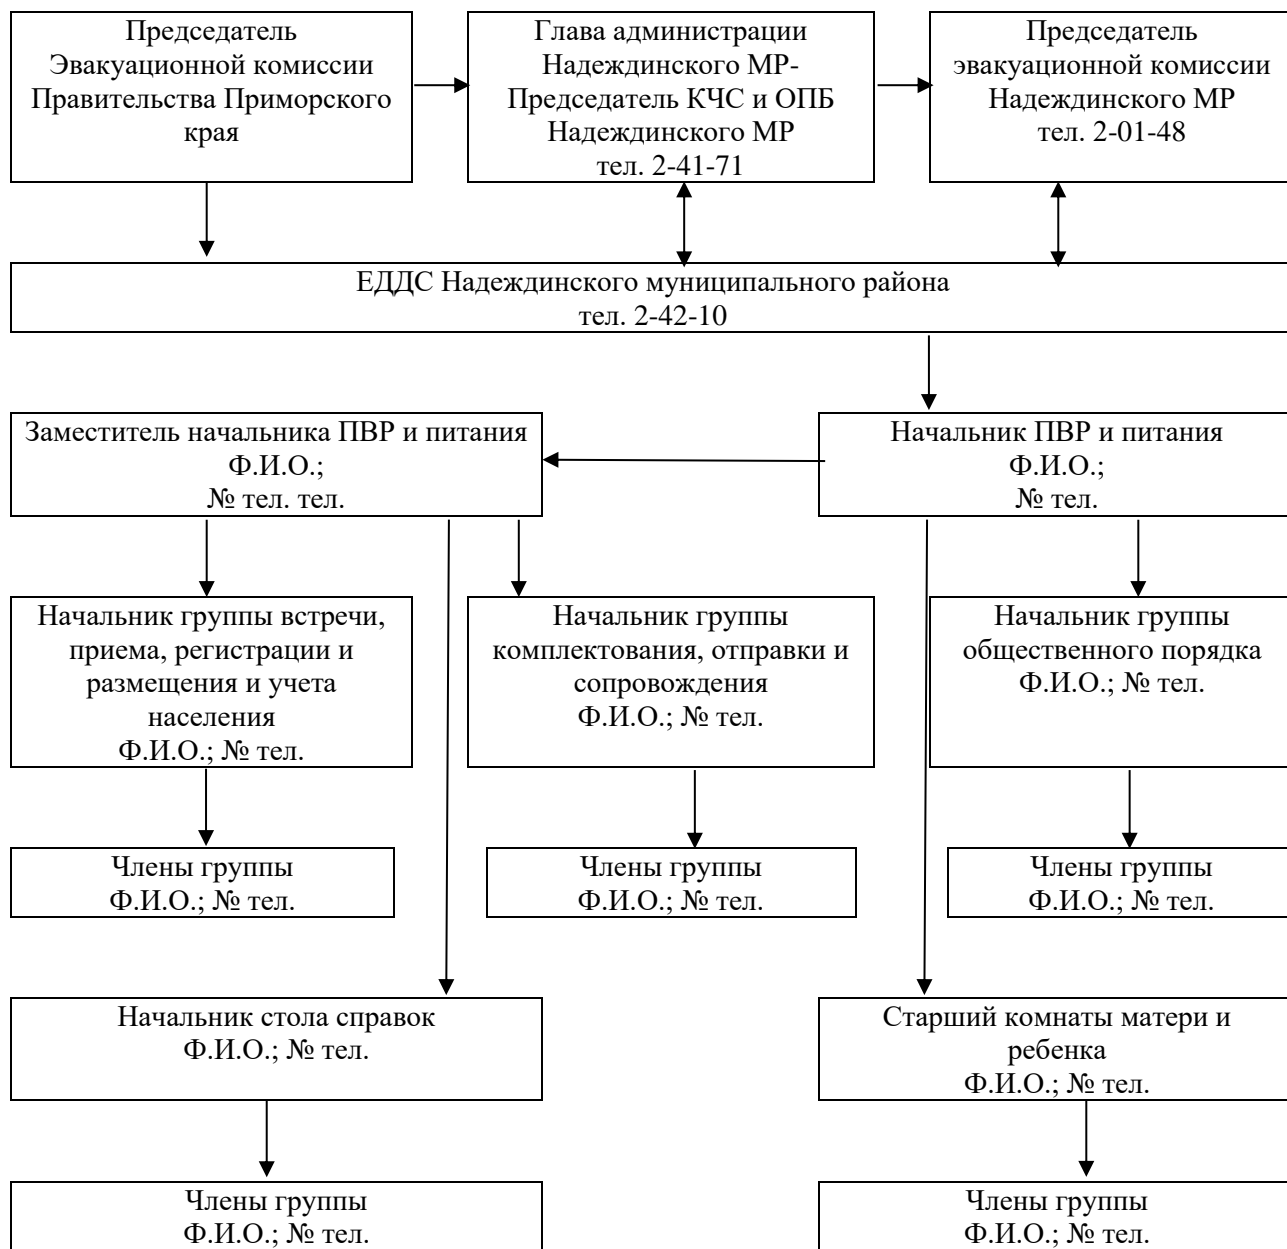 Председатель
Эвакуационной комиссии
Правительства Приморского
края
Глава администрации
Надеждинского МР-
Председатель КЧС и ОПБ
Надеждинского МР
тел. 2-41-71
Председатель
эвакуационной комиссии
Надеждинского МР
тел. 2-01-48
ЕДДС Надеждинского муниципального района
тел. 2-42-10
Заместитель начальника ПВР и питания
Ф.И.О.;
№ тел. тел.
Начальник ПВР и питания
Ф.И.О.;
№ тел.
Начальник группы встречи,
приема, регистрации и
размещения и учета
населения
Ф.И.О.; № тел.
Начальник группы
комплектования, отправки и
сопровождения
Ф.И.О.; № тел.
Начальник группы
общественного порядка
Ф.И.О.; № тел.
Члены группы
Ф.И.О.; № тел.
Члены группы
Ф.И.О.; № тел.
Члены группы
Ф.И.О.; № тел.
Начальник стола справок
Ф.И.О.; № тел.
Старший комнаты матери и
ребенка
Ф.И.О.; № тел.
Члены группы
Ф.И.О.; № тел.
Члены группы
Ф.И.О.; № тел.